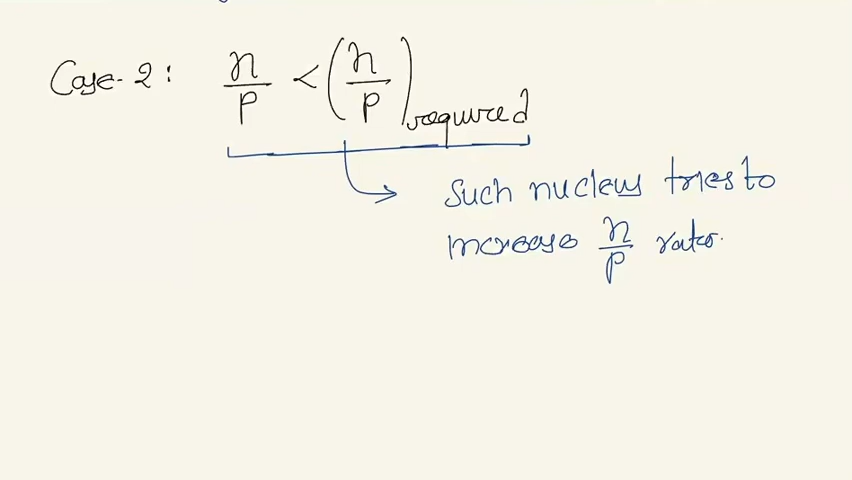 Case-2: n/p < (n/p)required
Such nucleus tries to
increase n/p ratio.